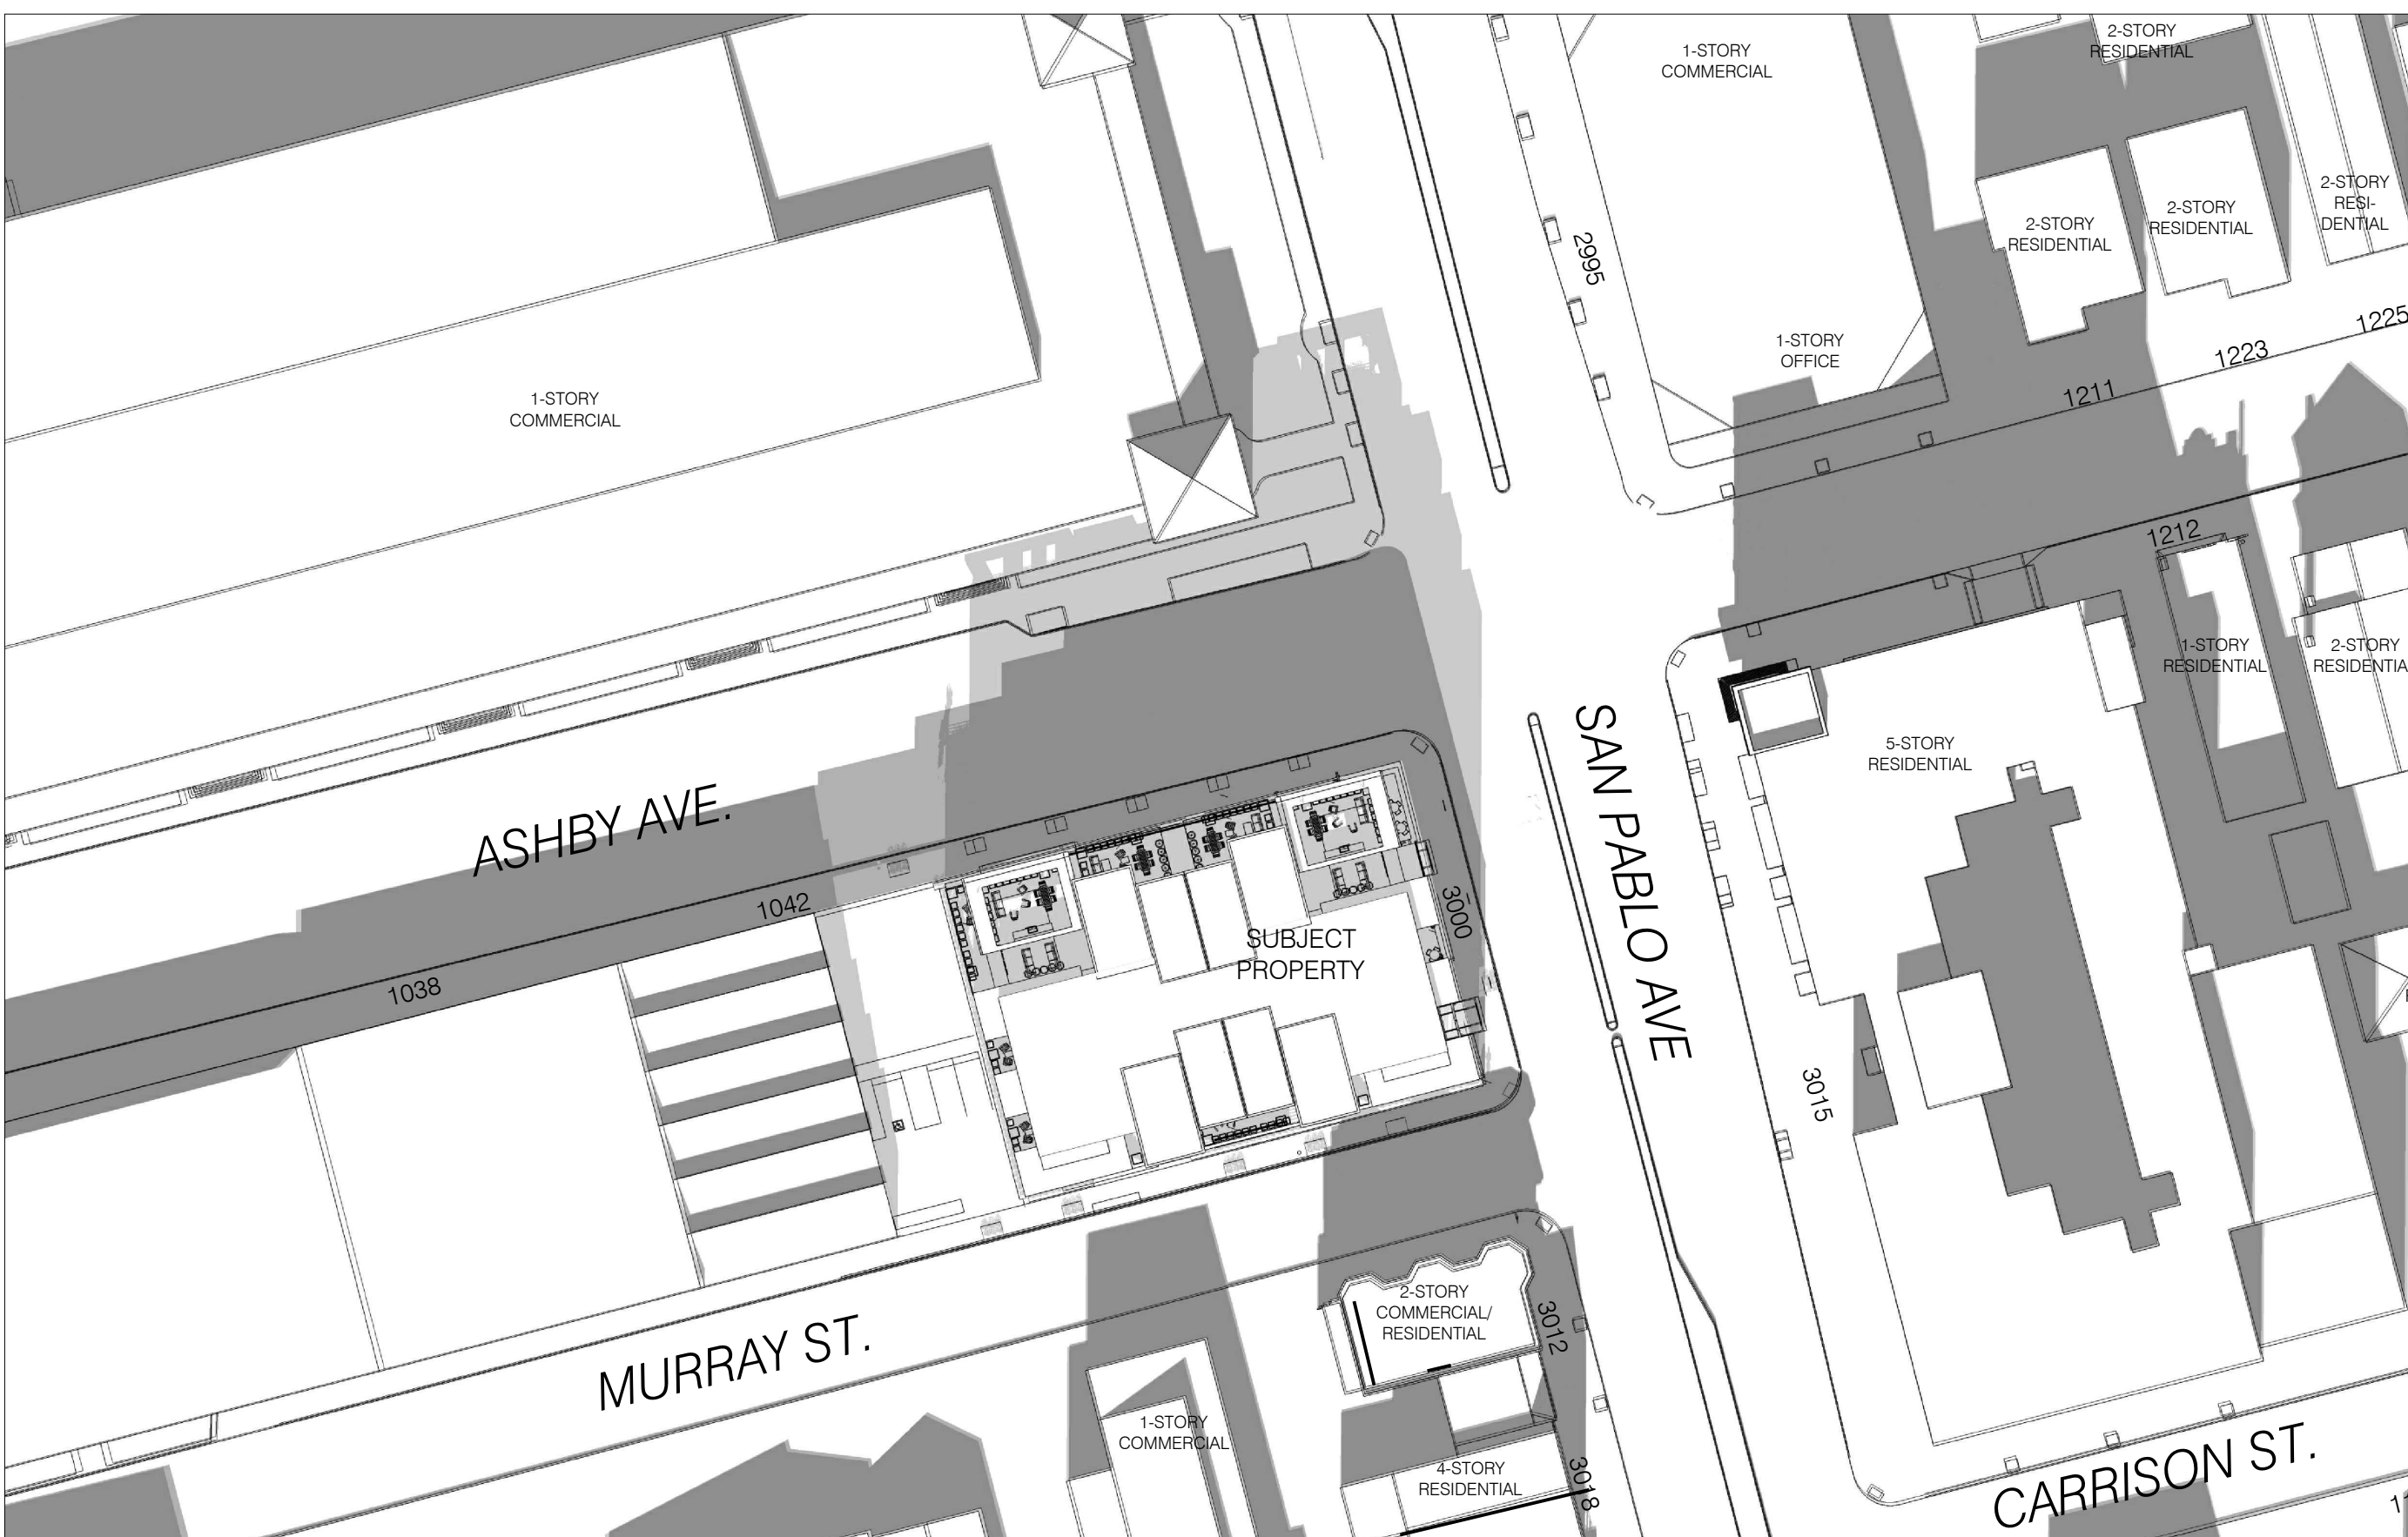 2-STORY
RESIDENTIAL
1-STORY
COMMERCIAL
2-STORY
RESI-
DENTIAL
2-STORY
RESIDENTIAL
2-STORY
RESIDENTIAL
2995
1225
1223
1-STORY
OFFICE
1211
1-STORY
COMMERCIAL
1212
1-STORY
RESIDENTIAL
2-STORY
RESIDENTIA
SAN PABLO AVE
5-STORY
RESIDENTIAL
ASHBY AVE.
1042
3000
SUBJECT
PROPERTY
1038
3015
2-STORY
COMMERCIAL/
RESIDENTIAL
3012
MURRAY ST.
1-STORY
COMMERCIAL
4-STORY
RESIDENTIAL
3018
CARRISON ST.